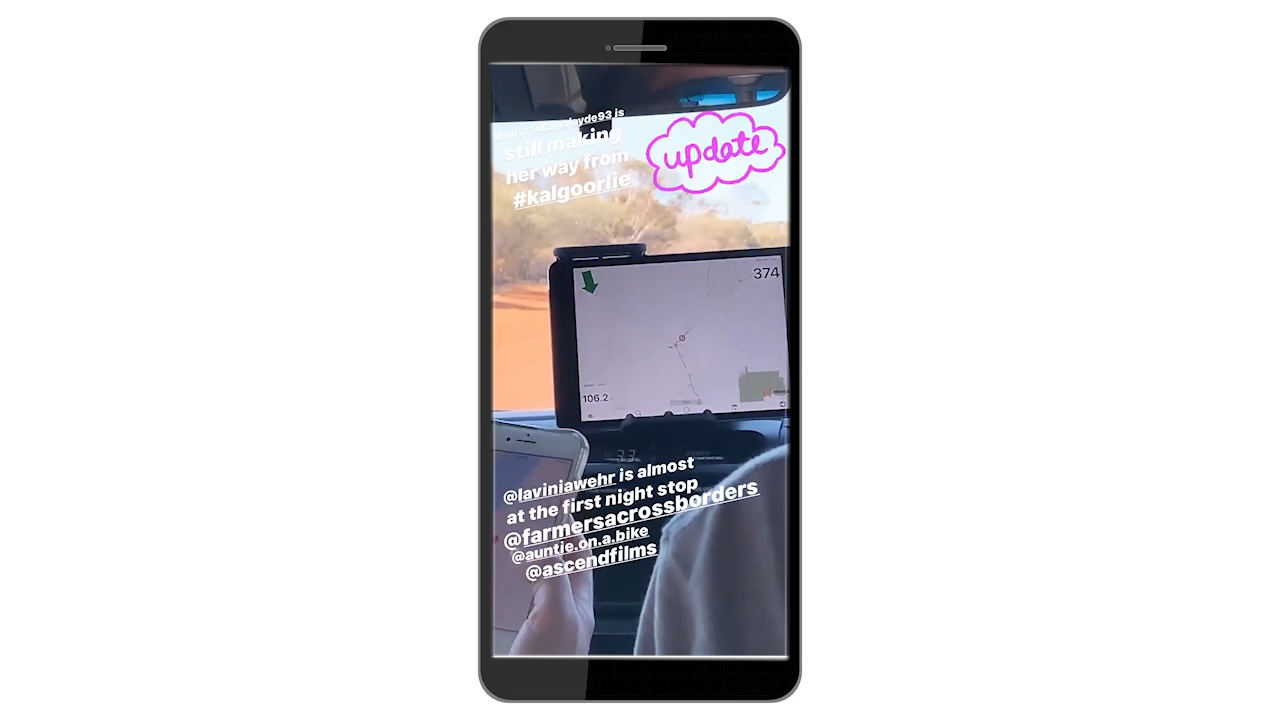 is
still making
her way from
#kalgoorlie
update
374
106.2
@laviniawehr is almost
at the first night stop
@farmersacrossborders
@auntie.on.a.bike
@ascendfilms